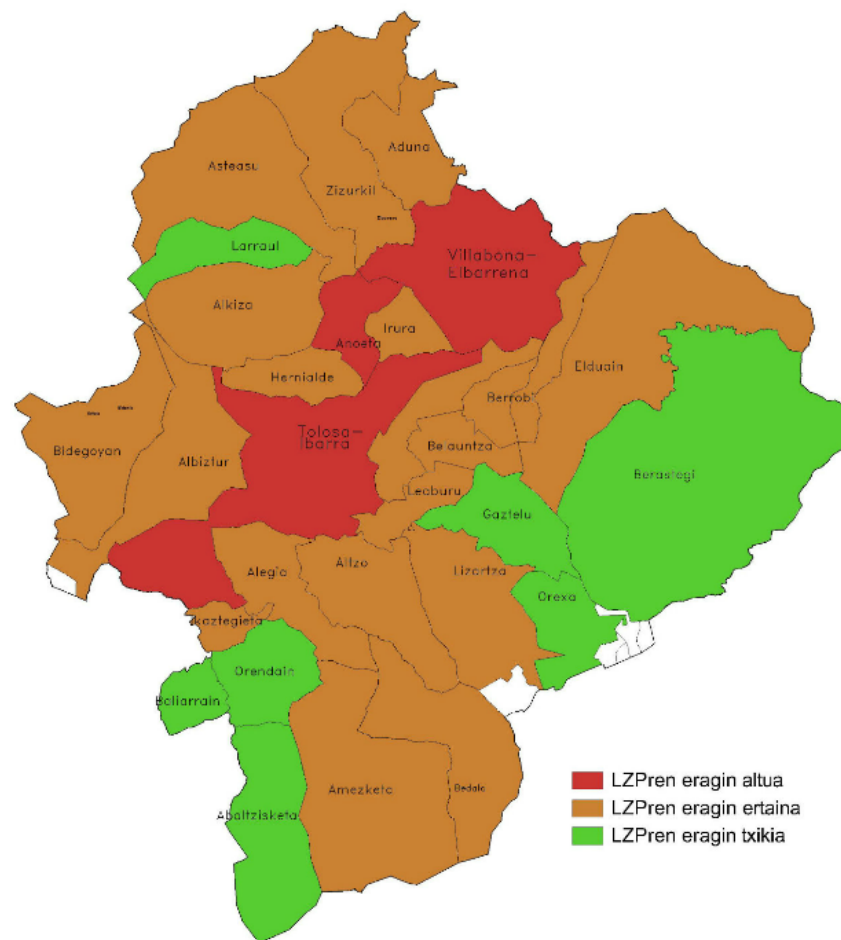 Aduna
Asteasu
Zizurkil
Larraul
Villabona-
Elbarrena
Alkiza
Irura
Anoeta
Elduain
Hernialde
Berrobi
Tolosa-
Ibarra
Belauntza
Bidegoyan
Albiztur
Berastegi
Leaburu
Gaztelu
Altzo
Alegia
Lizartza
Orexa
Ikaztegieta
Orendain
Baliarrain
Bedaio
Amezketa
Abaltzisketa
LZPren eragin altua
LZPren eragin ertaina
LZPren eragin txikia